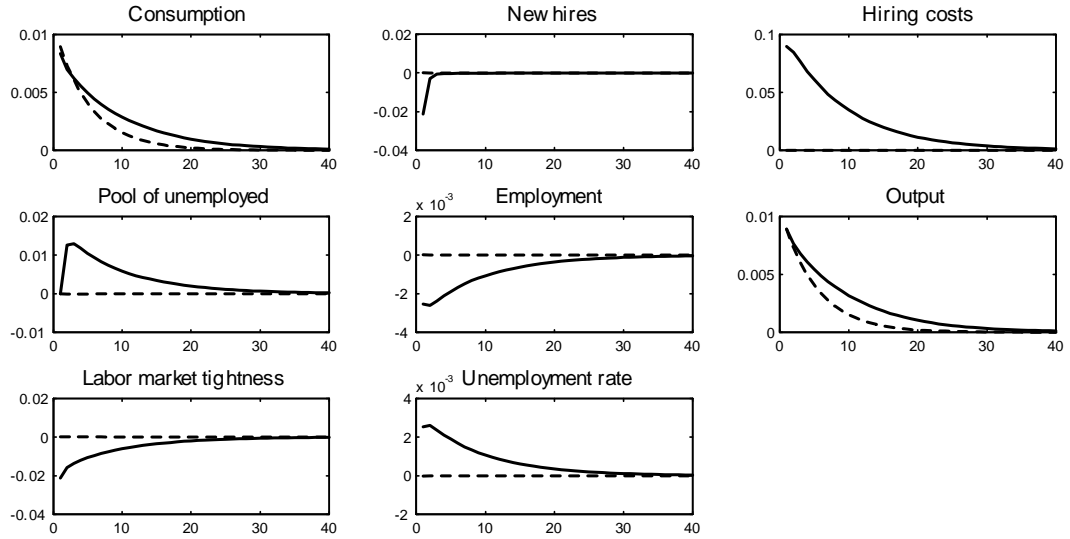 Consumption
0.01
0.005
0
0 10 20 30 40
New hires
0.02
0
-0.02
-0.04
0 10 20 30 40
Hiring costs
0.1
0.05
0
0 10 20 30 40
Pool of unemployed
0.02
0.01
0
-0.01
0 10 20 30 40
Employment
x 10-3
2
0
-2
-4
0 10 20 30 40
Output
0.01
0.005
0
0 10 20 30 40
Labor market tightness
0.02
0
-0.02
-0.04
0 10 20 30 40
Unemployment rate
x 10-3
4
2
0
-2
0 10 20 30 40